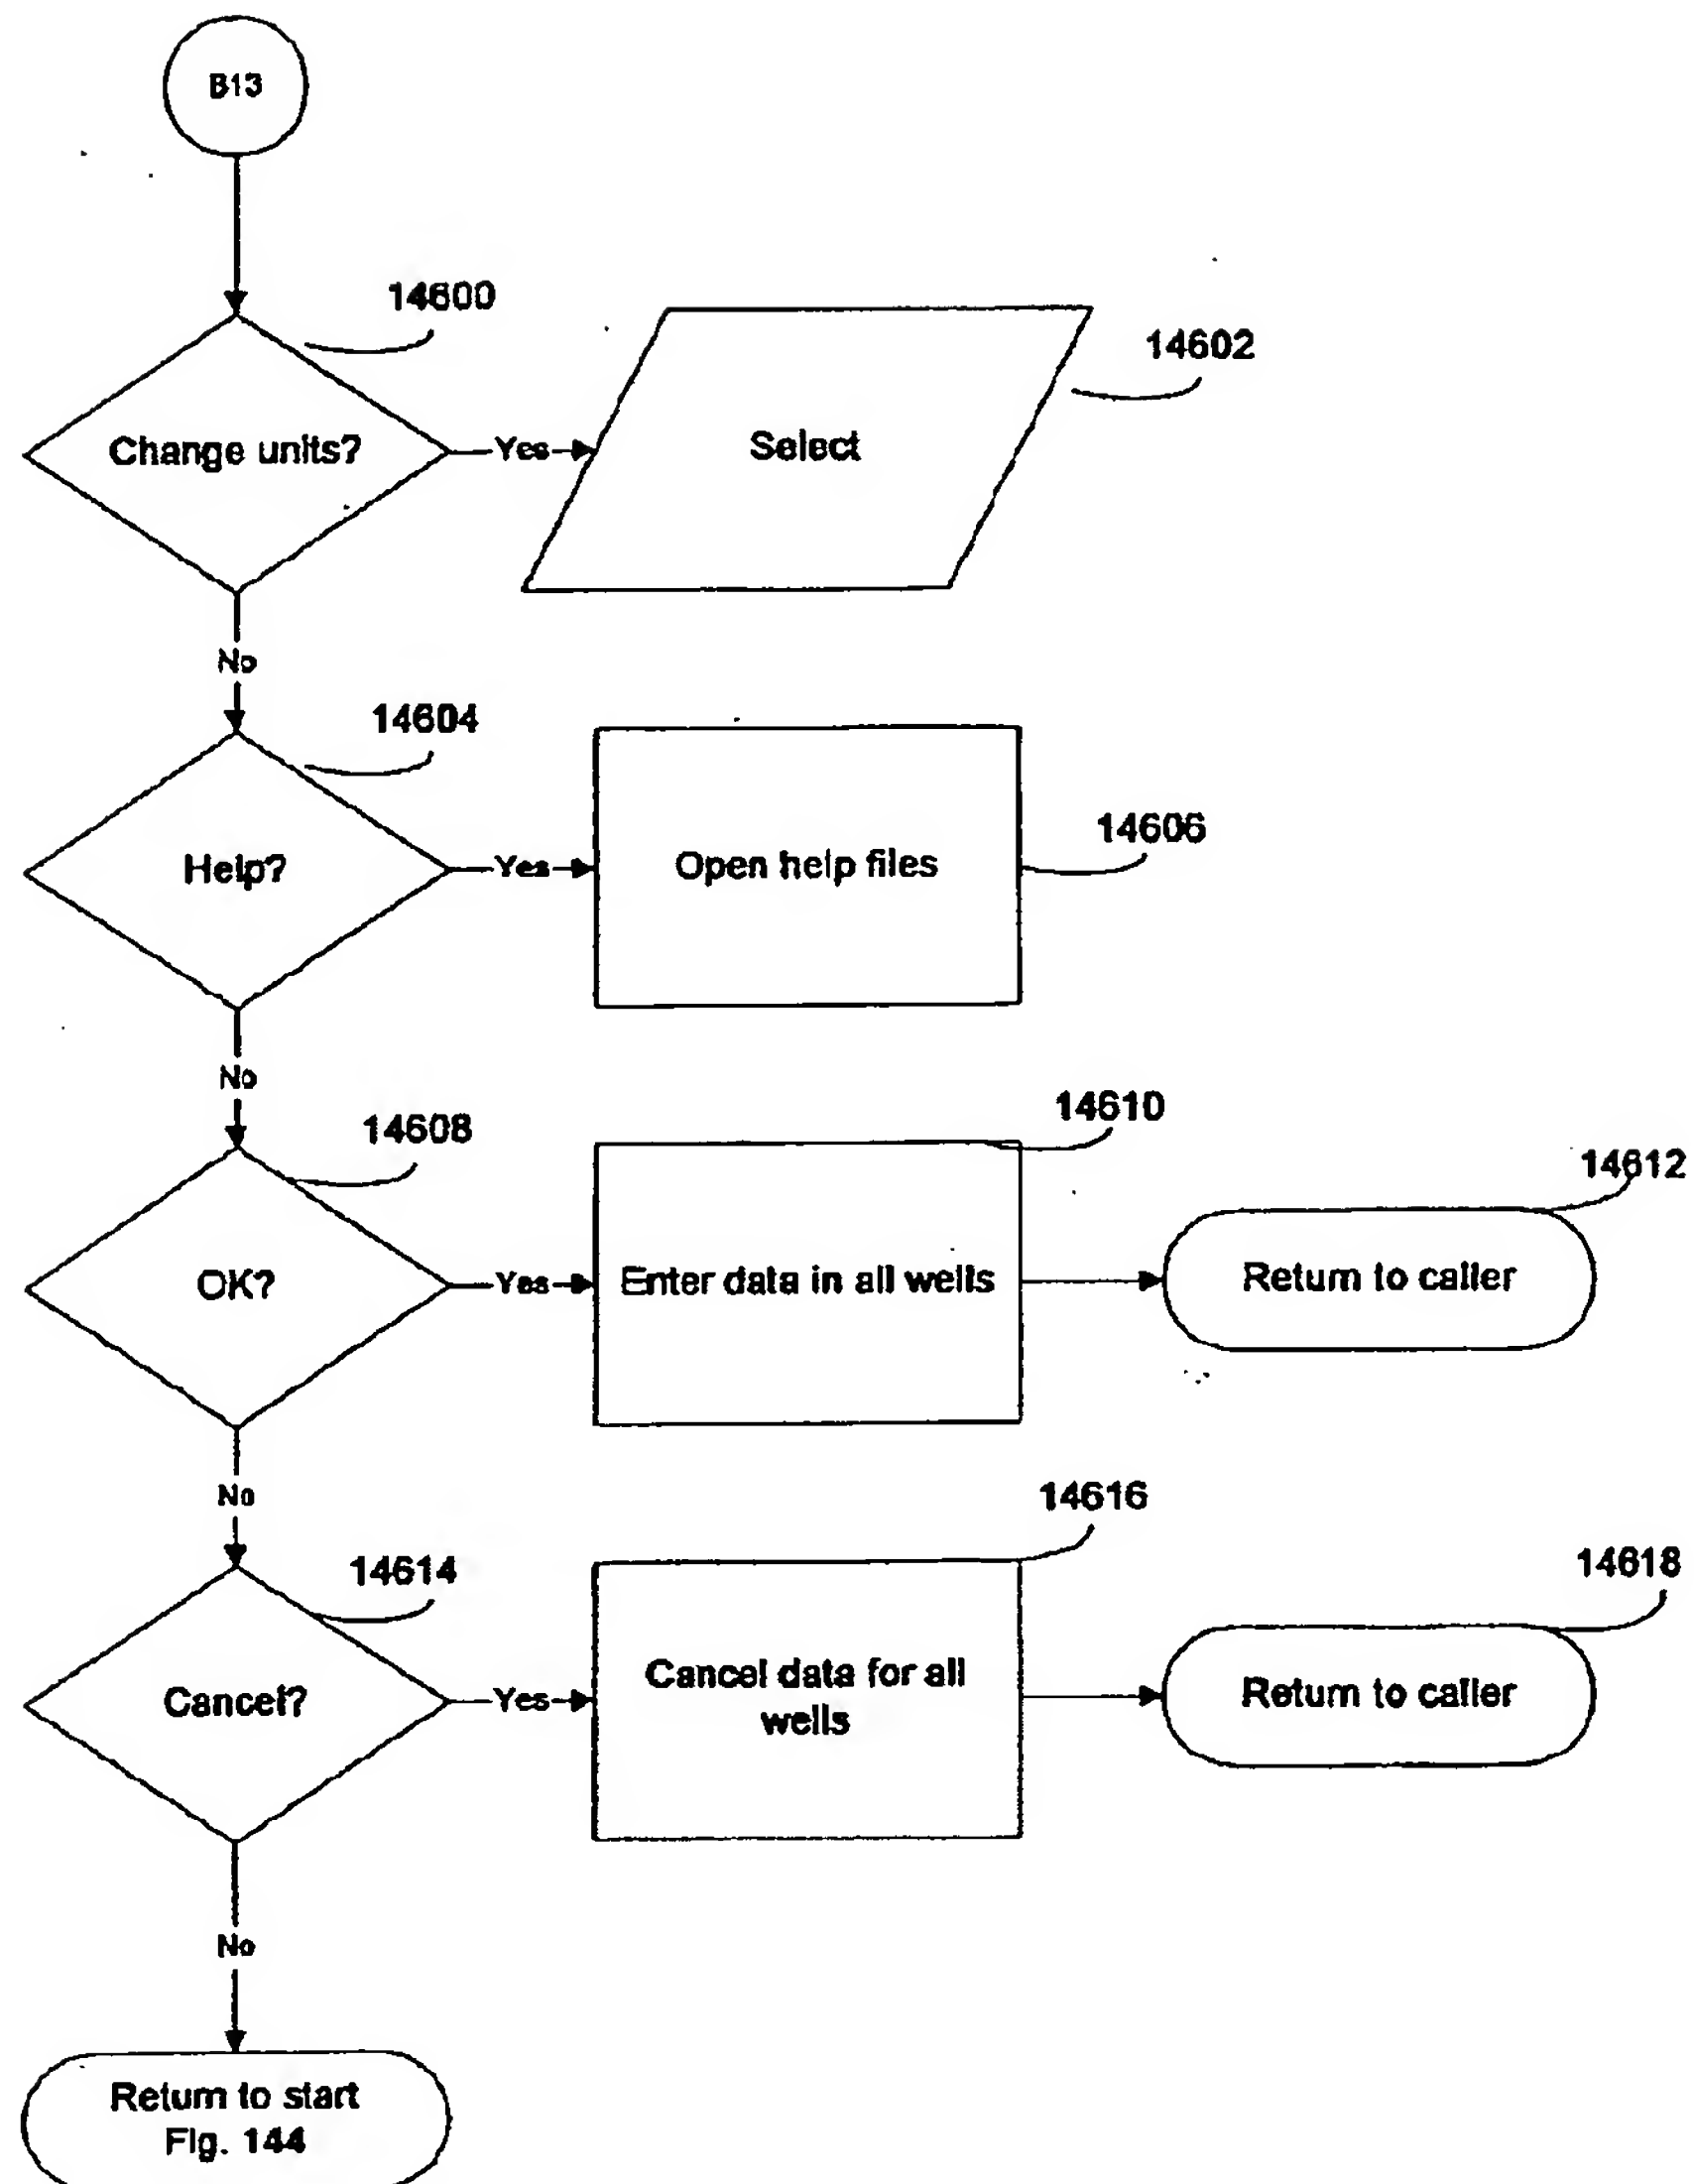 B13
14600
14602
Change units?
Yes
Select
No
14604
14606
Help?
Yes
Open help files
No
14608
14610
14612
OK?
Yes
Enter data in all wells
Return to caller
No
14614
14616
14618
Cancel?
Yes
Cancel data for all
wells
Return to caller
No
Return to start
Fig. 144